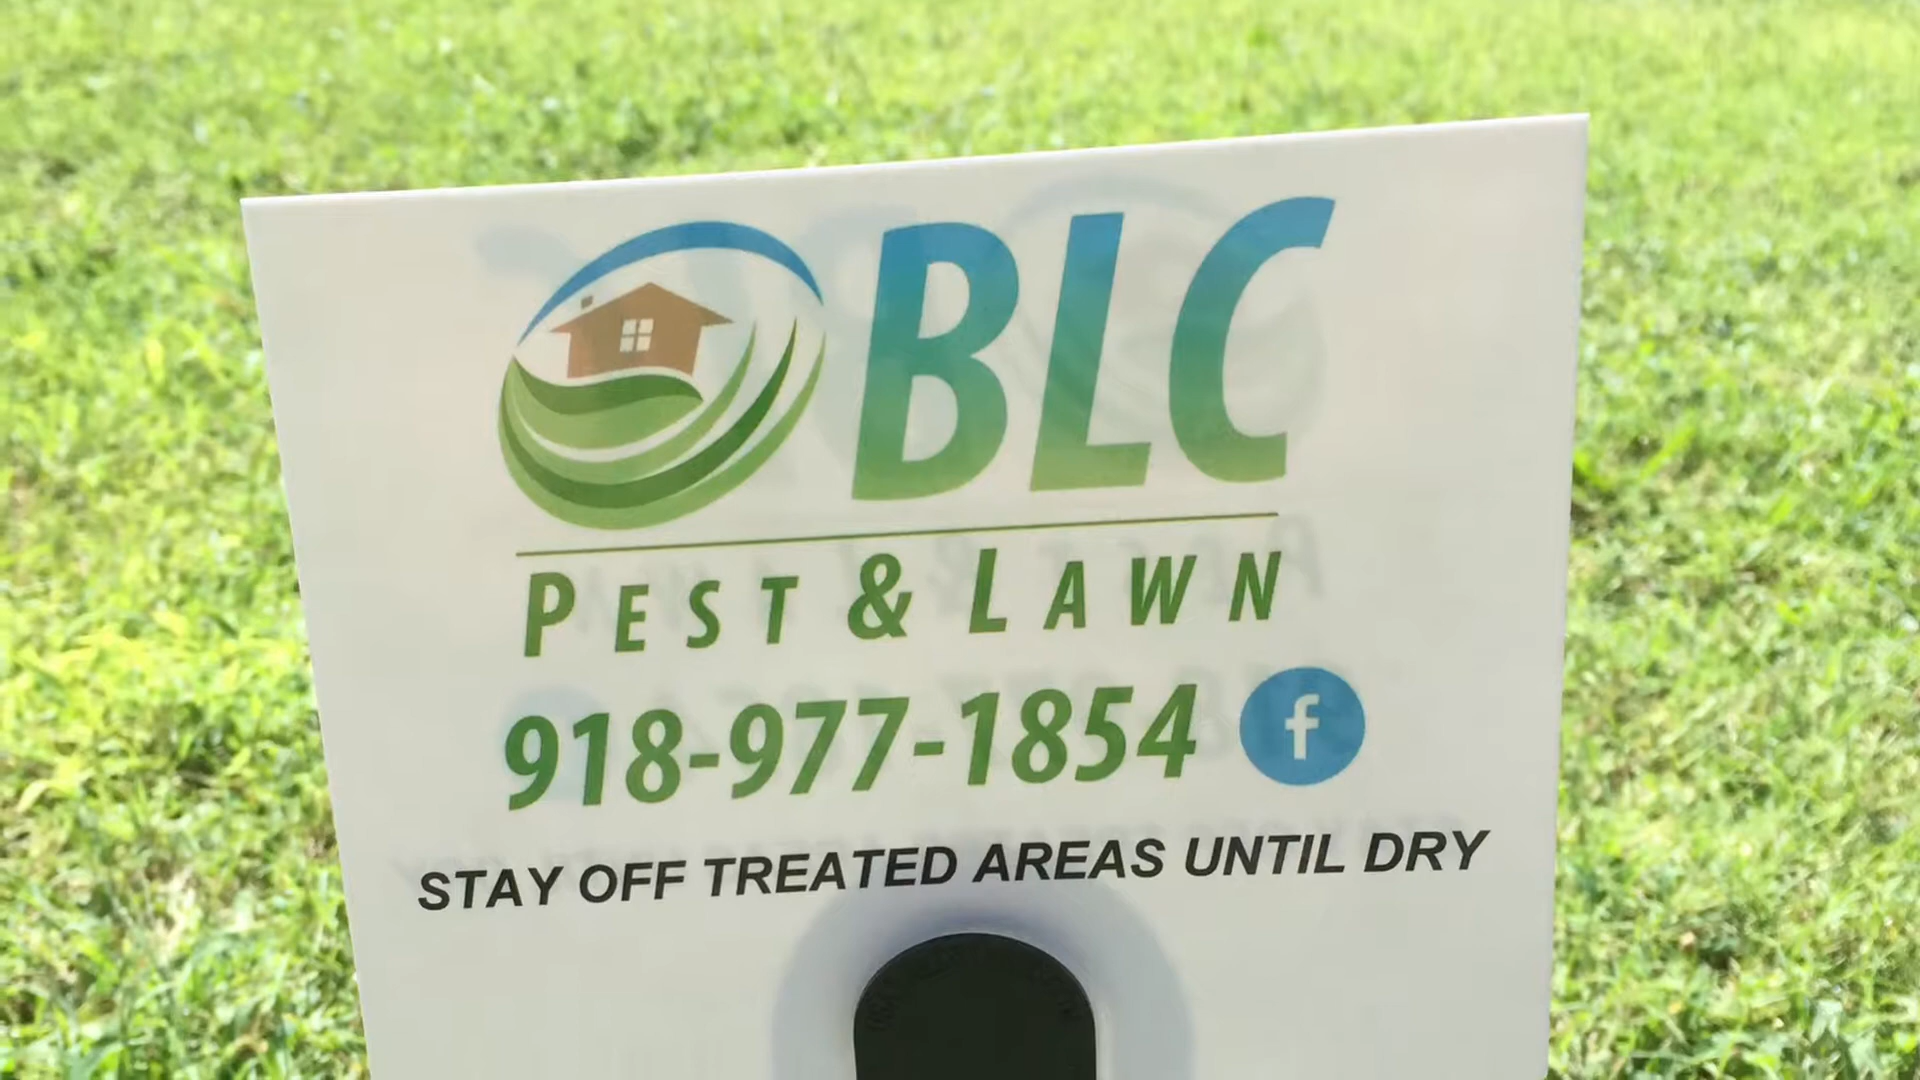 BLC
PEST & LAWN
918-977-1854 f
STAY OFF TREATED AREAS UNTIL DRY